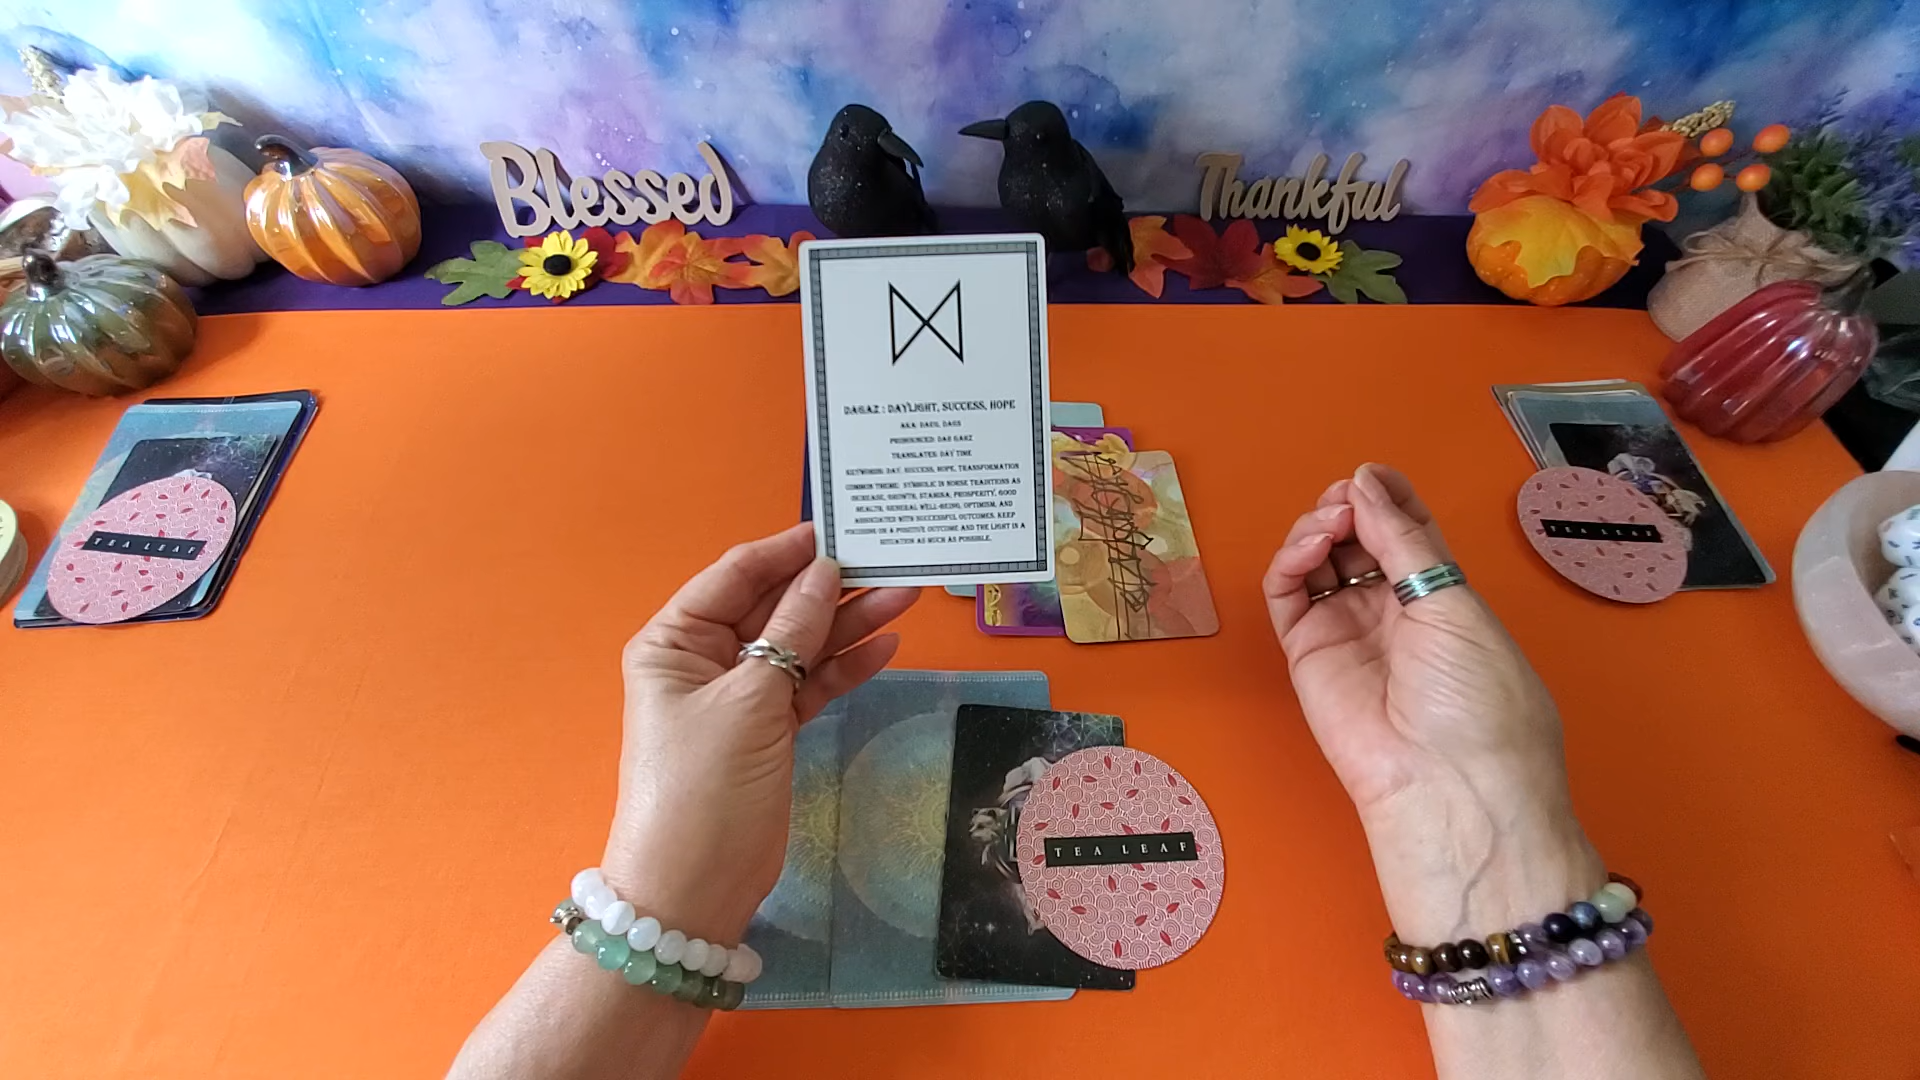 Blessed
Thankful
DAGAZ : DAYLIGHT, SUCCESS, HOPE
AKA: DAEG, DAGS
PRONOUNCED: DAH GAHZ
TRANSLATED: DAY TIME
KEYWORDS: DAY, SUCCESS, HOPE, TRANSFORMATION
COMMON THEME: SYMBOLIC IN NORSE TRADITIONS AS
INCREASE, GROWTH, STAMINA, PROSPERITY, GOOD
HEALTH, GENERAL WELL-BEING, OPTIMISM, AND
ASSOCIATED WITH SUCCESSFUL OUTCOMES. KEEP
FOCUSING ON A POSITIVE OUTCOME AND THE LIGHT IN A
SITUATION AS MUCH AS POSSIBLE.
TEA LEAF
TEA LEAF
TEA LEAF